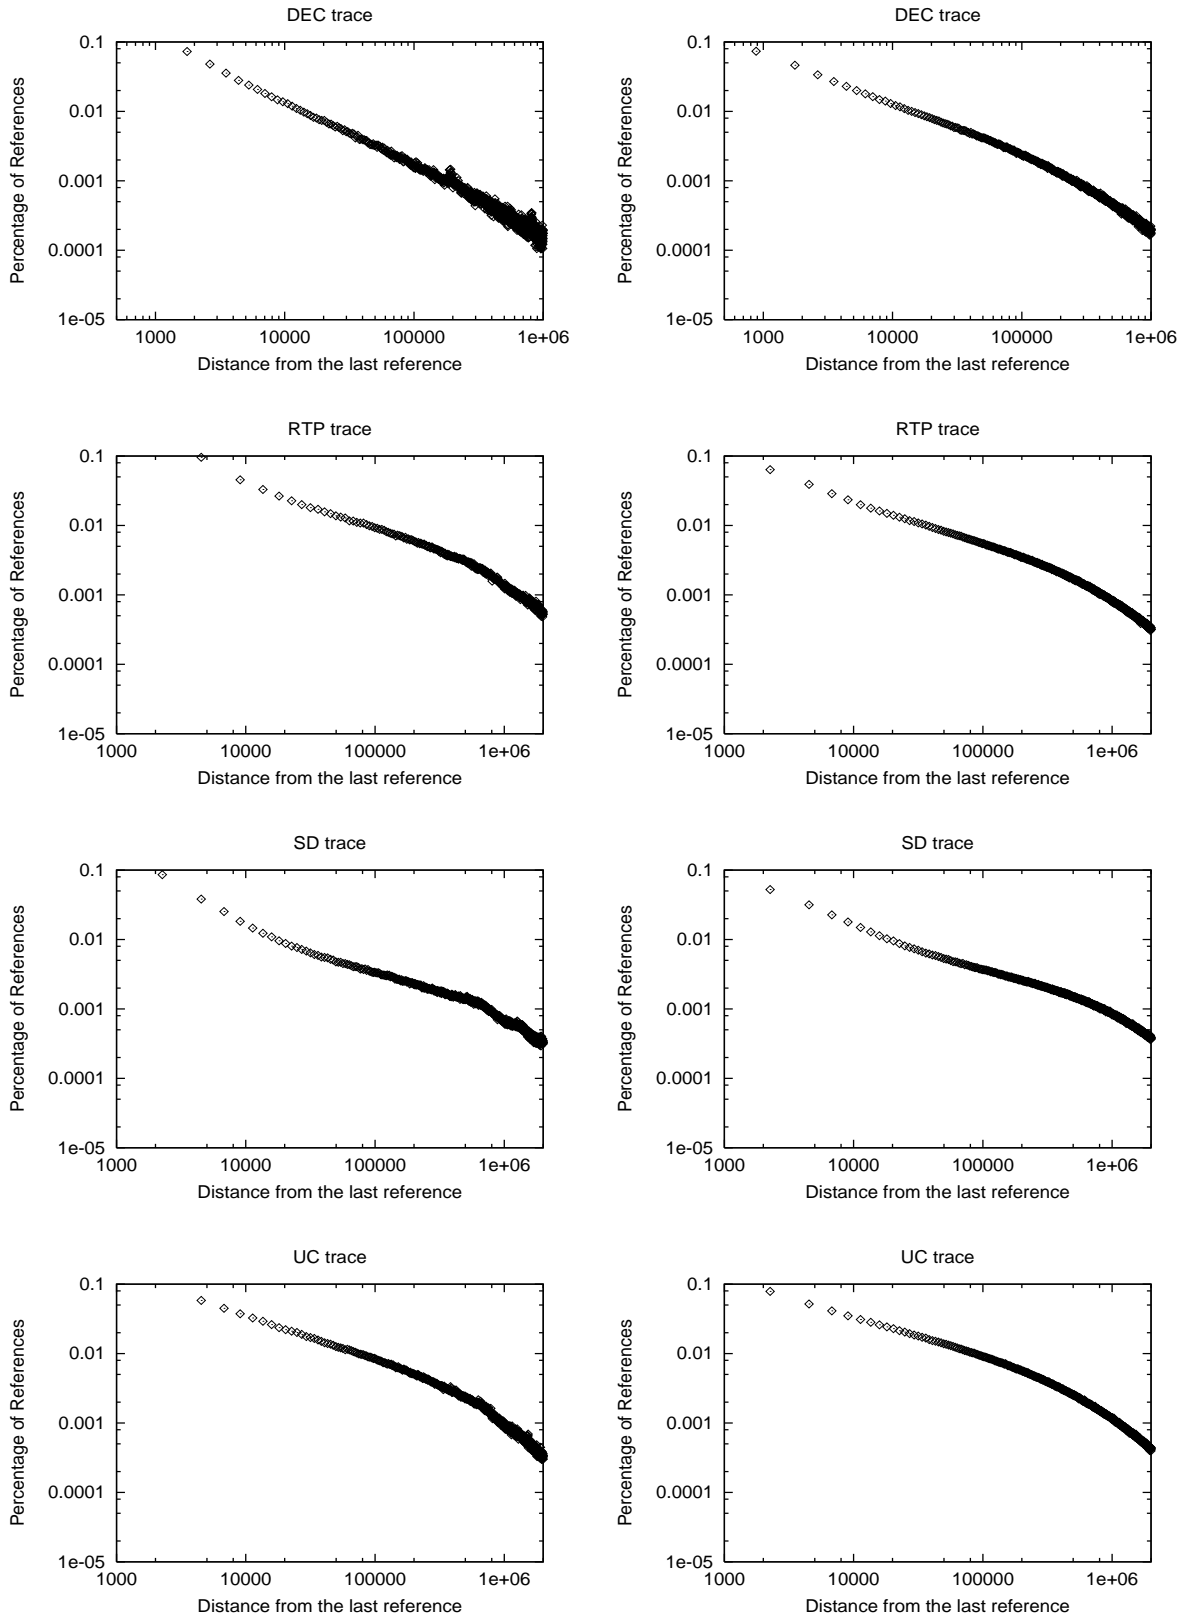 DEC trace
0.1
0.01
0.001
0.0001
1e-05
1000 10000 100000 1e+06
Percentage of References
Distance from the last reference
DEC trace
0.1
0.01
0.001
0.0001
1e-05
1000 10000 100000 1e+06
Percentage of References
Distance from the last reference
RTP trace
0.1
0.01
0.001
0.0001
1e-05
1000 10000 100000 1e+06
Percentage of References
Distance from the last reference
RTP trace
0.1
0.01
0.001
0.0001
1e-05
1000 10000 100000 1e+06
Percentage of References
Distance from the last reference
SD trace
0.1
0.01
0.001
0.0001
1e-05
1000 10000 100000 1e+06
Percentage of References
Distance from the last reference
SD trace
0.1
0.01
0.001
0.0001
1e-05
1000 10000 100000 1e+06
Percentage of References
Distance from the last reference
UC trace
0.1
0.01
0.001
0.0001
1e-05
1000 10000 100000 1e+06
Percentage of References
Distance from the last reference
UC trace
0.1
0.01
0.001
0.0001
1e-05
1000 10000 100000 1e+06
Percentage of References
Distance from the last reference